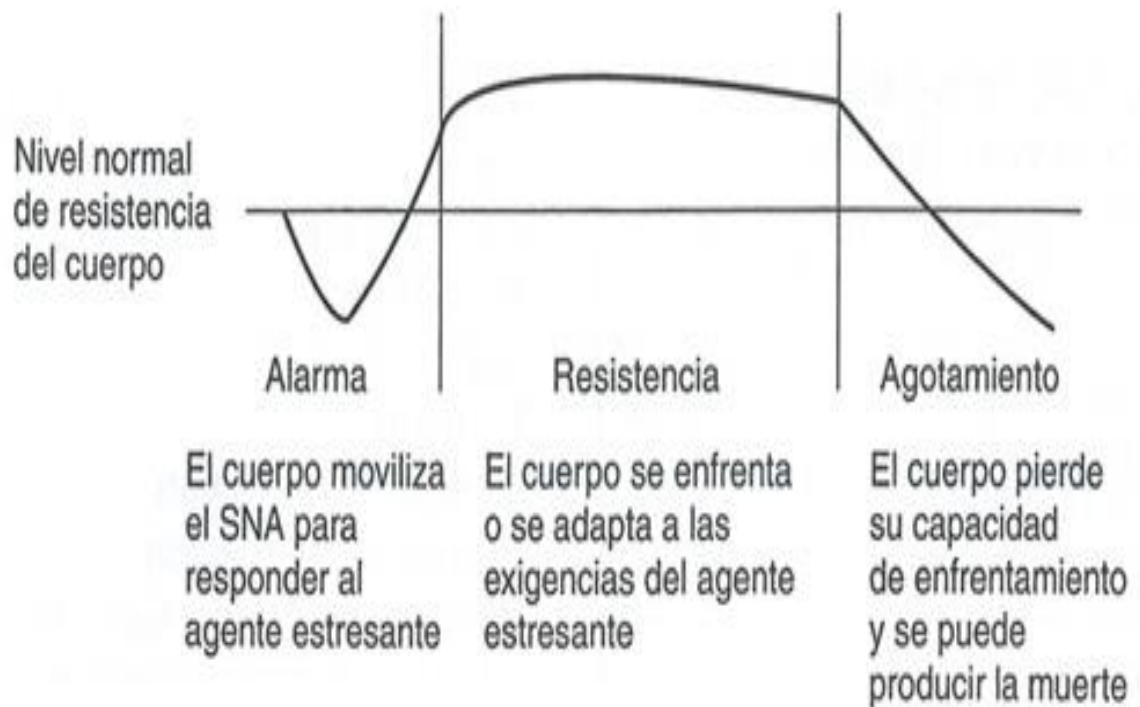 Nivel normal
de resistencia
del cuerpo
Alarma
Resistencia
Agotamiento
El cuerpo moviliza
el SNA para
responder al
agente estresante
El cuerpo se enfrenta
o se adapta a las
exigencias del agente
estresante
El cuerpo pierde
su capacidad
de enfrentamiento
y se puede
producir la muerte